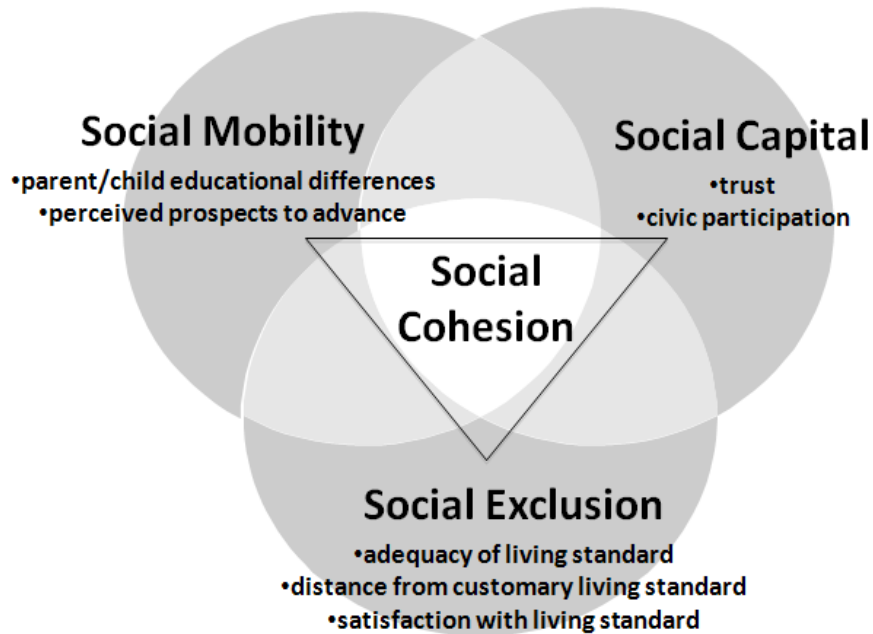 Social Mobility
•parent/child educational differences
•perceived prospects to advance
Social Capital
•trust
•civic participation
Social
Cohesion
Social Exclusion
•adequacy of living standard
•distance from customary living standard
•satisfaction with living standard